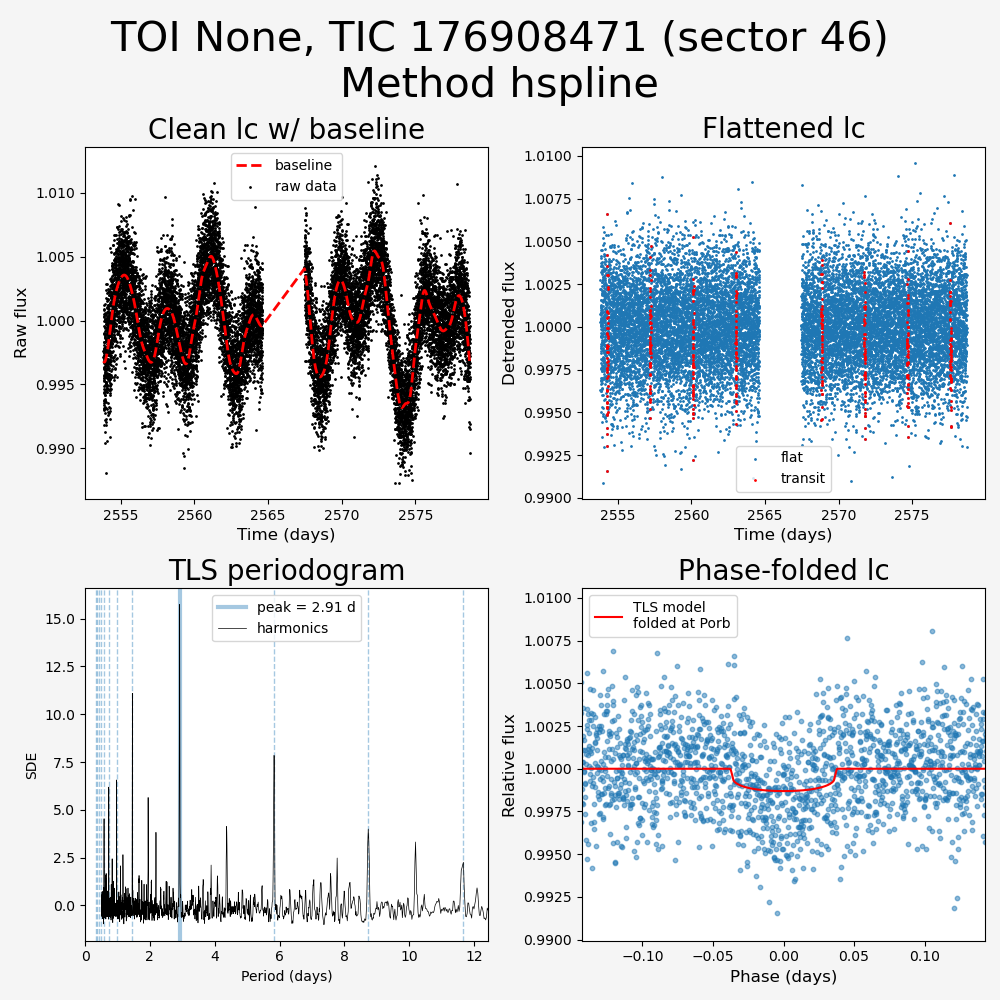 TOI None, TIC 176908471 (sector 46)
Method hspline
Clean lc w/ baseline
baseline
raw data
1.010
1.005
1.000
0.995
0.990
Raw flux
2555
2560
2565
2570
2575
Time (days)
Flattened lc
1.0100
1.0075
1.0050
1.0025
1.0000
0.9975
0.9950
0.9925
0.9900
Detrended flux
flat
transit
2555
2560
2565
2570
2575
Time (days)
TLS periodogram
peak = 2.91 d
harmonics
15.0
12.5
10.0
7.5
5.0
2.5
0.0
SDE
0
2
4
6
8
10
12
Period (days)
Phase-folded lc
TLS model
folded at Porb
1.0100
1.0075
1.0050
1.0025
1.0000
0.9975
0.9950
0.9925
0.9900
Relative flux
−0.10
−0.05
0.00
0.05
0.10
Phase (days)